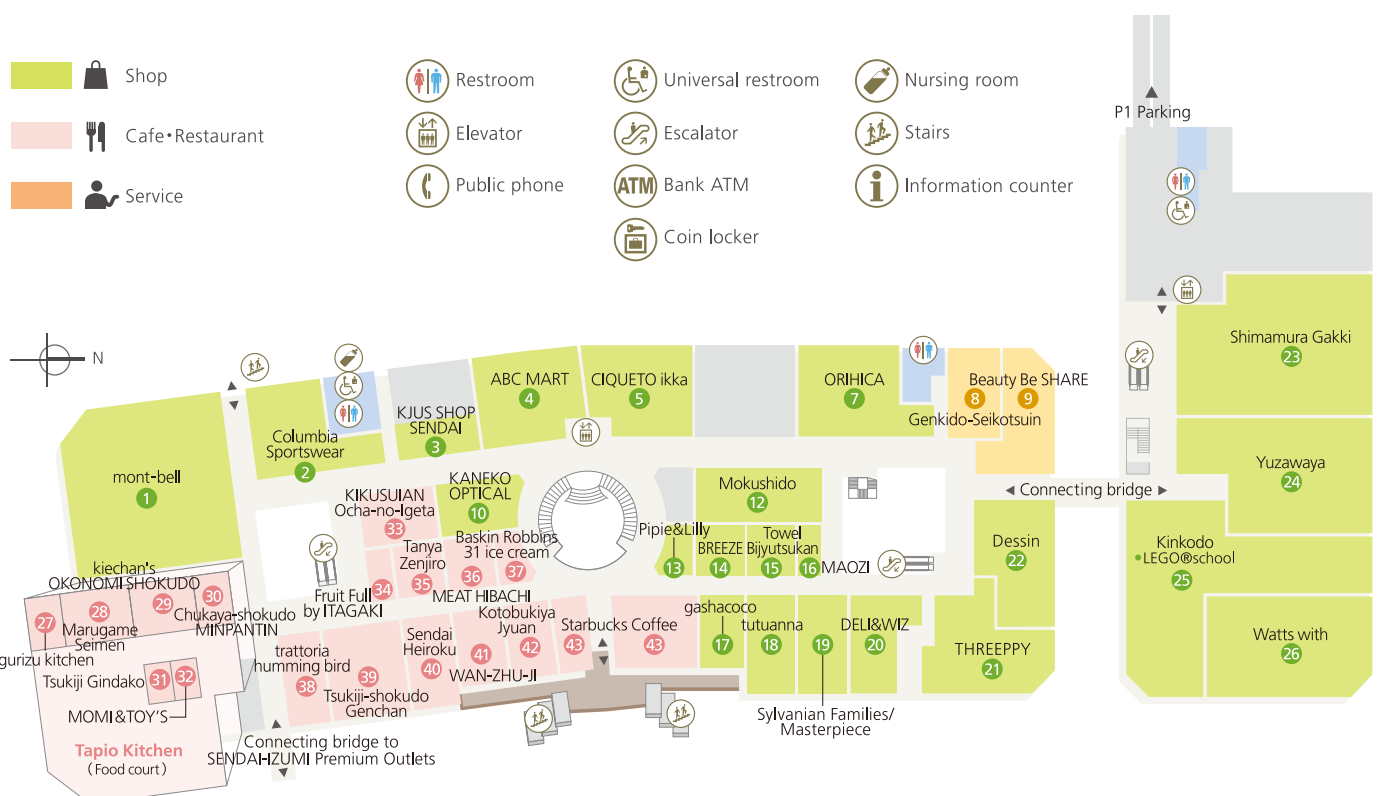 Shop
Cafe•Restaurant
Service
Restroom
Elevator
Public phone
Universal restroom
Escalator
ATM
Bank ATM
Coin locker
Nursing room
Stairs
Information counter
P1 Parking
N
mont-bell
1
Columbia
Sportswear
2
KJUS SHOP
SENDAI
3
ABC MART
4
CIQUETO ikka
5
ORIHICA
7
8
Genkido-Seikotsuin
Beauty Be SHARE
9
KANEKO
OPTICAL
10
Mokushido
12
Pipie&Lilly
13
BREEZE
14
Towel
Bijyutsukan
15
16
MAOZI
gashacoco
17
tutuanna
18
19
Sylvanian Families/
Masterpiece
DELI&WIZ
20
THREEPPY
21
Dessin
22
Connecting bridge
Shimamura Gakki
23
Yuzawaya
24
Kinkodo
LEGO®school
25
Watts with
26
27
gurizu kitchen
kiechan's
OKONOMI SHOKUDO
28
Marugame
Seimen
29
30
Chukaya-shokudo
MINPANTIN
Tsukiji Gindako
31
32
MOMI&TOY'S
Tapio Kitchen
(Food court)
KIKUSUIAN
Ocha-no-Igeta
33
34
Fruit Full
by ITAGAKI
Tanya
Zenjiro
35
36
MEAT HIBACHI
Baskin Robbins
31 ice cream
37
trattoria
humming bird
38
39
Tsukiji-shokudo
Genchan
Sendai
Heiroku
40
41
WAN-ZHU-JI
Kotobukiya
Jyuan
42
43
Starbucks Coffee
43
Connecting bridge to
SENDAI-IZUMI Premium Outlets